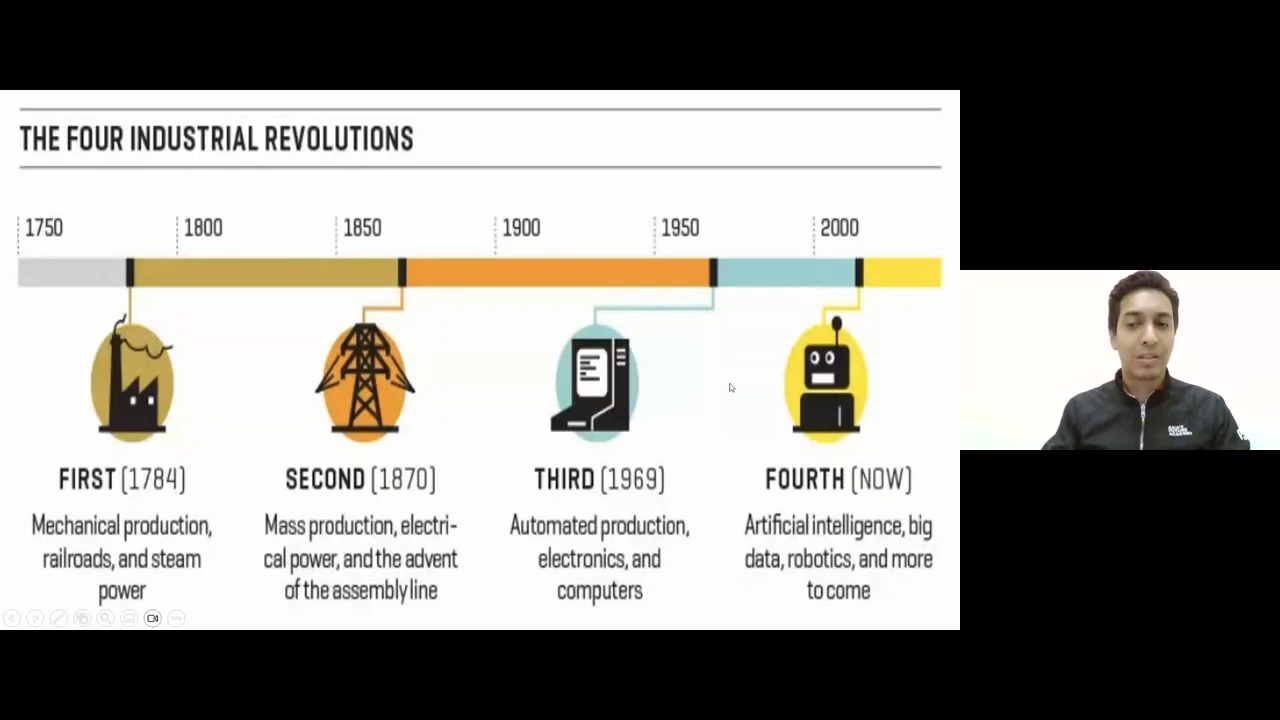 THE FOUR INDUSTRIAL REVOLUTIONS
1750 1800 1850 1900 1950 2000
FIRST (1784)
Mechanical production,
railroads, and steam
power
SECOND (1870)
Mass production, electri-
cal power, and the advent
of the assembly line
THIRD (1969)
Automated production,
electronics, and
computers
FOURTH (NOW)
Artificial intelligence, big
data, robotics, and more
to come